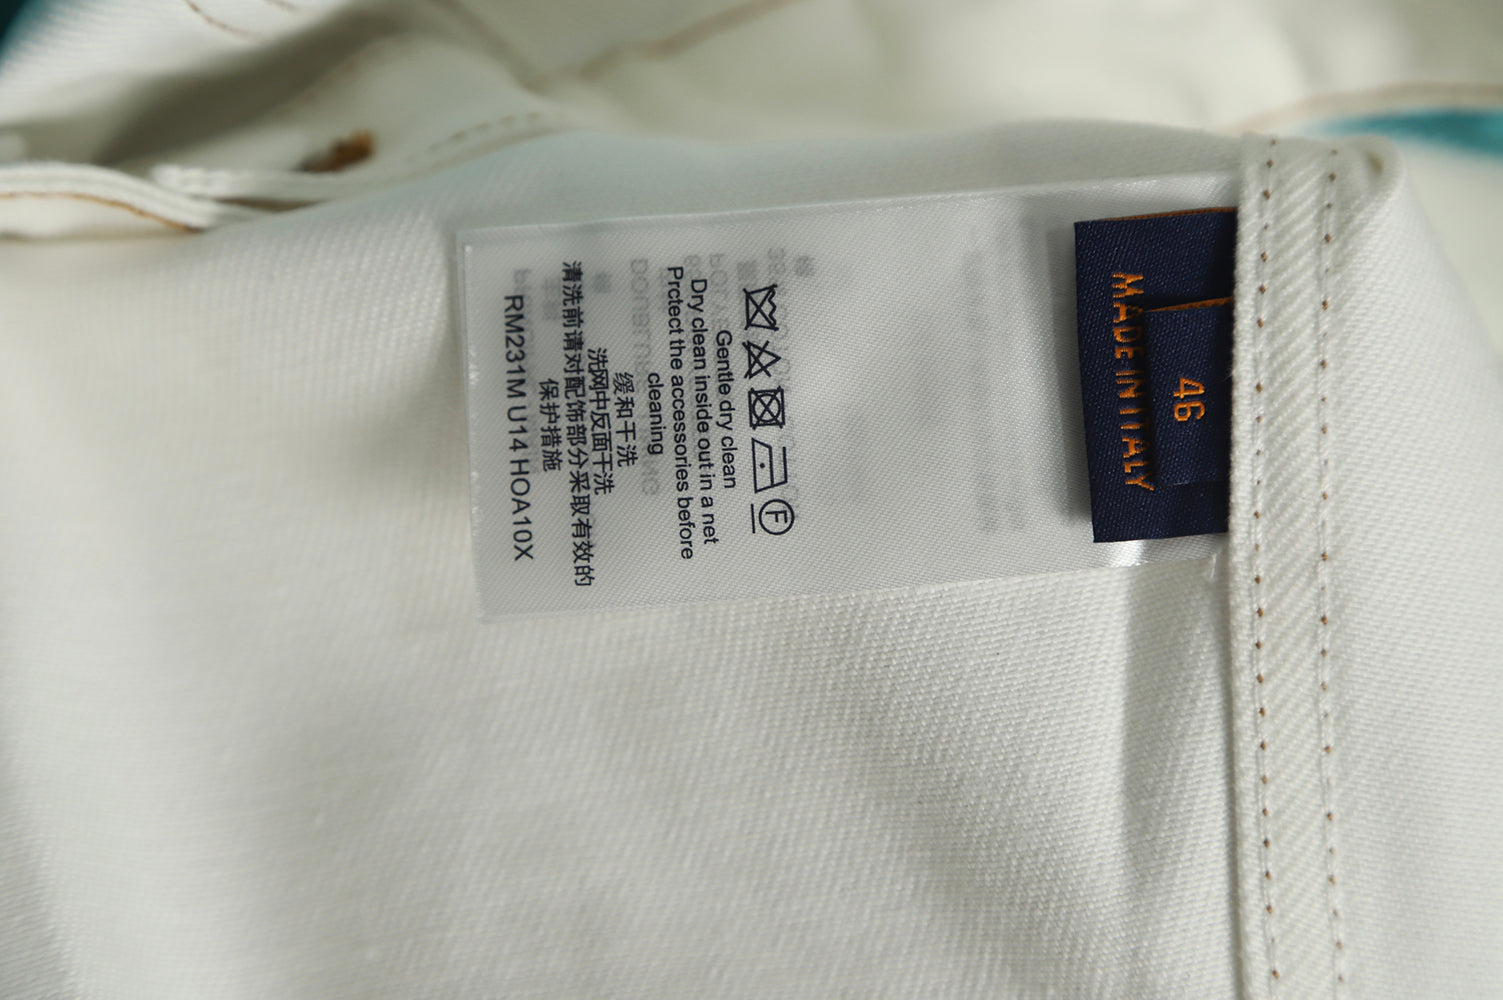 MADE IN ITALY
46
F
Gentle dry clean
Dry clean inside out in a net
Prctect the accessories before
cleaning
缓和干洗
洗网中反面干洗
清洗前请对配饰部分采取有效的
保护措施
RM231M U14 HOA10X